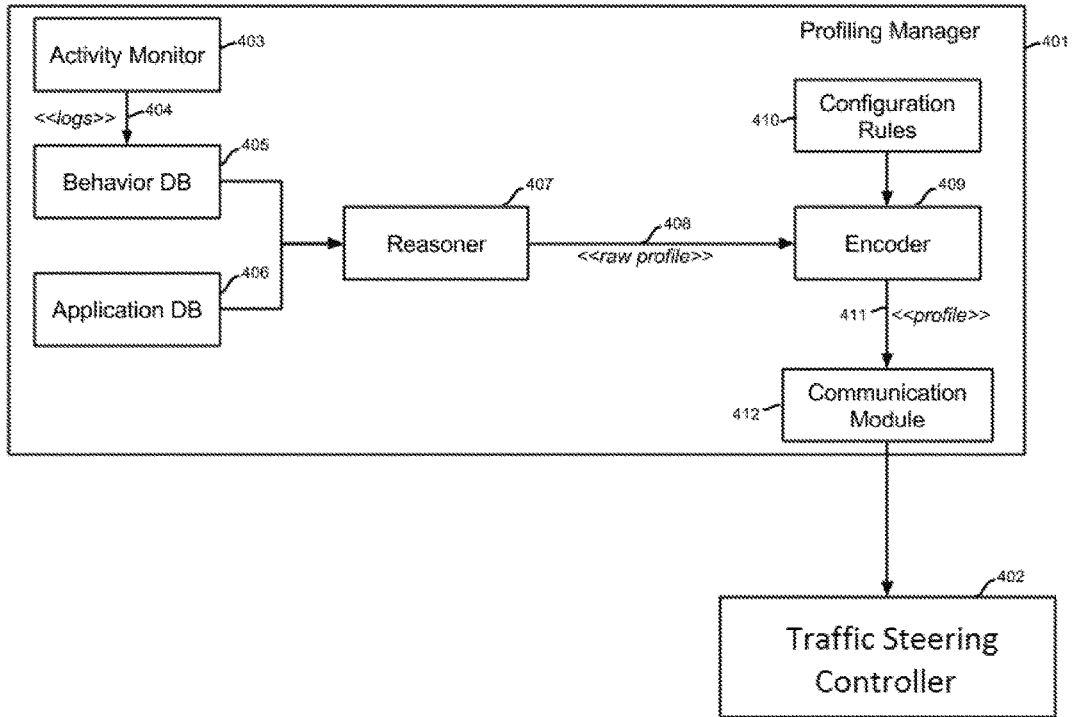 Profiling Manager
401
Activity Monitor
403
<<logs>>
404
Behavior DB
405
Application DB
406
Reasoner
407
408
<<raw profile>>
Configuration
Rules
410
Encoder
409
411
<<profile>>
Communication
Module
412
402
Traffic Steering
Controller